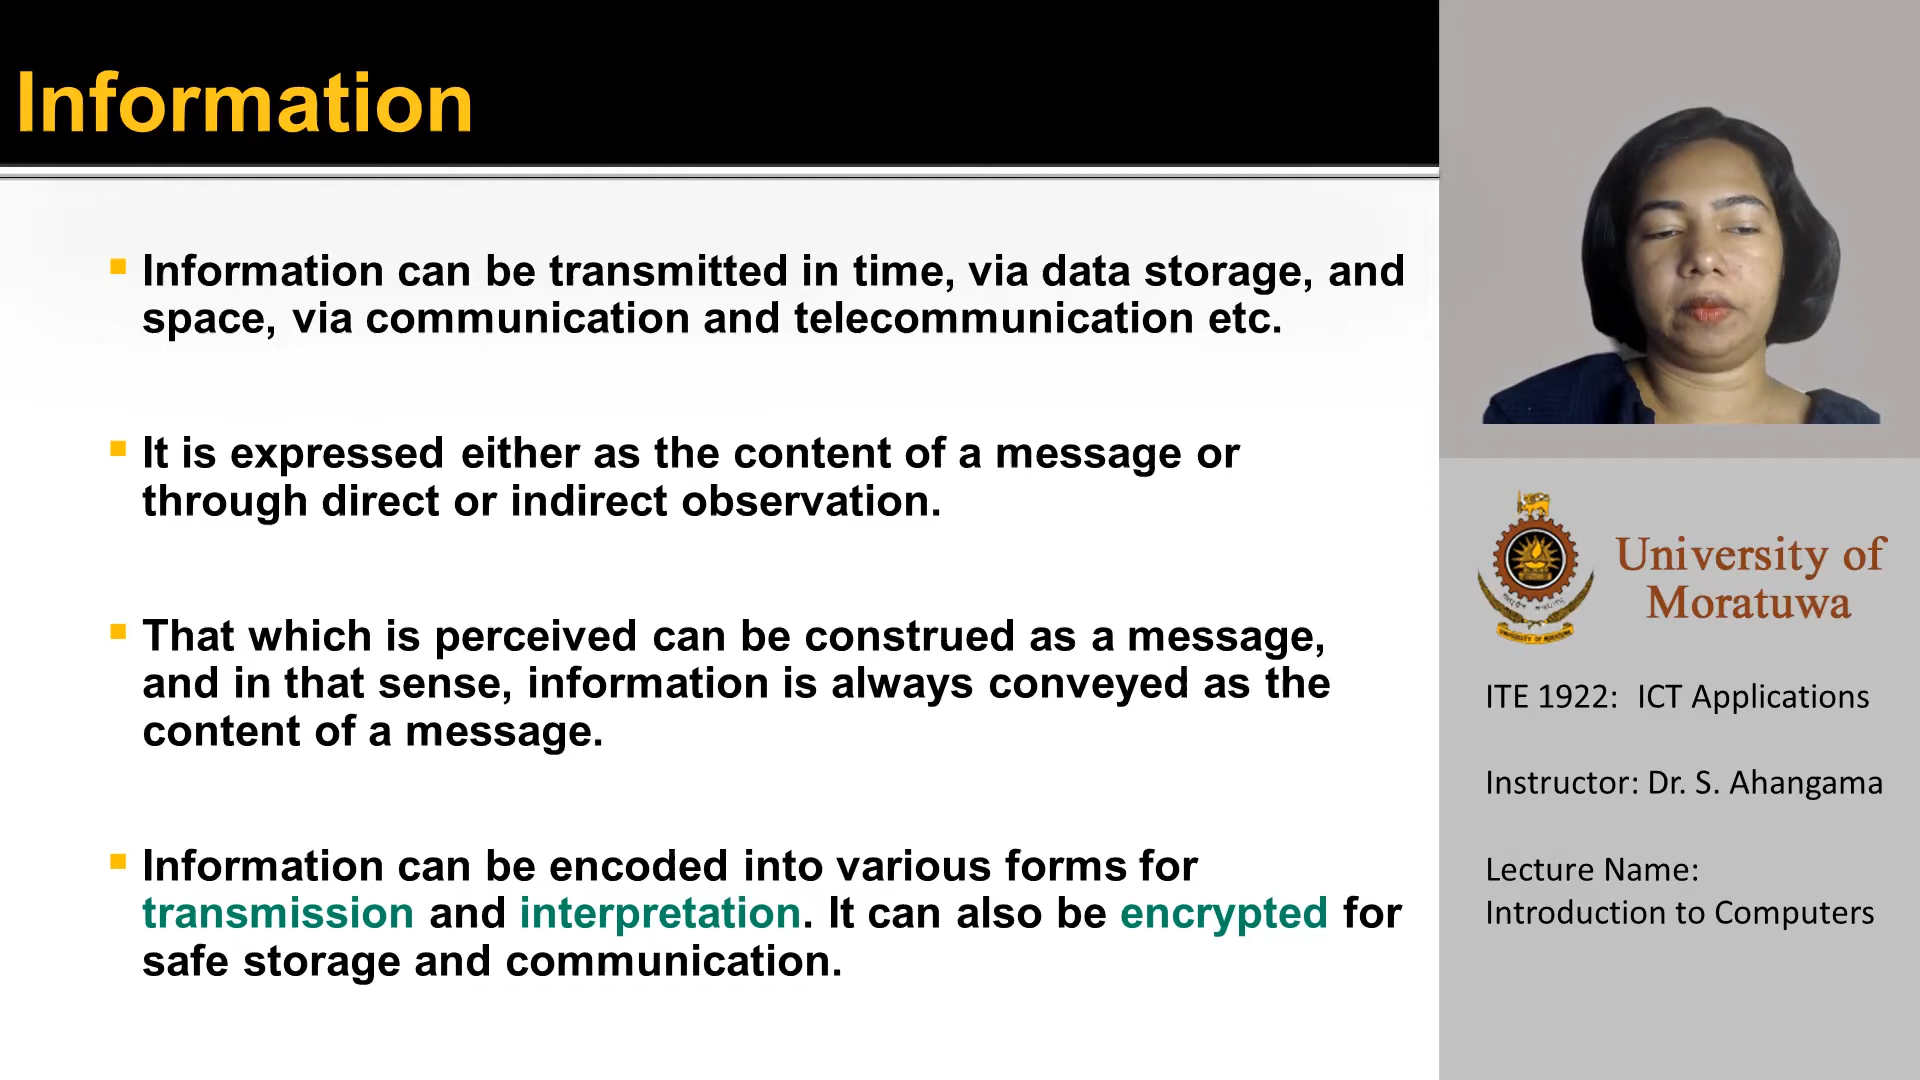 Information
Information can be transmitted in time, via data storage, and
space, via communication and telecommunication etc.
It is expressed either as the content of a message or
through direct or indirect observation.
That which is perceived can be construed as a message,
and in that sense, information is always conveyed as the
content of a message.
Information can be encoded into various forms for
transmission and interpretation. It can also be encrypted for
safe storage and communication.
University of
Moratuwa
ITE 1922: ICT Applications
Instructor: Dr. S. Ahangama
Lecture Name:
Introduction to Computers